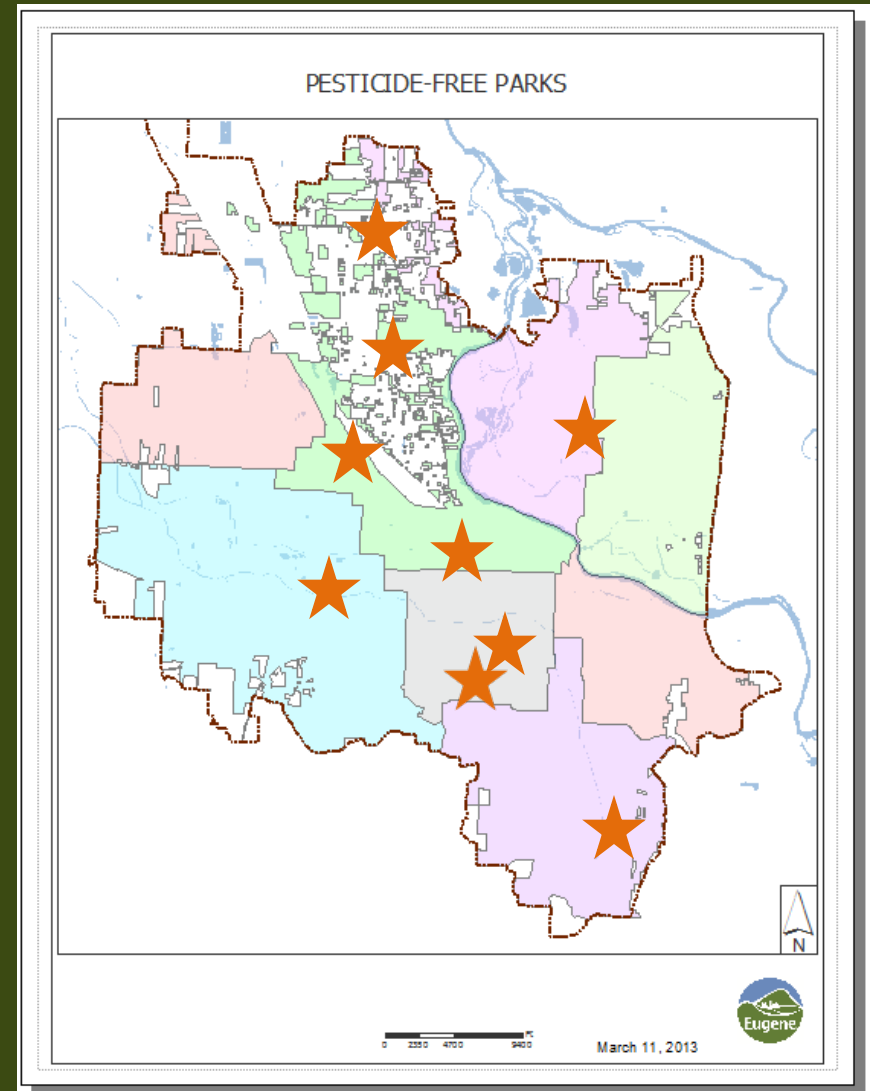 PESTICIDE-FREE PARKS
N
Eugene
Ft
0 2350 4700 9400
March 11, 2013